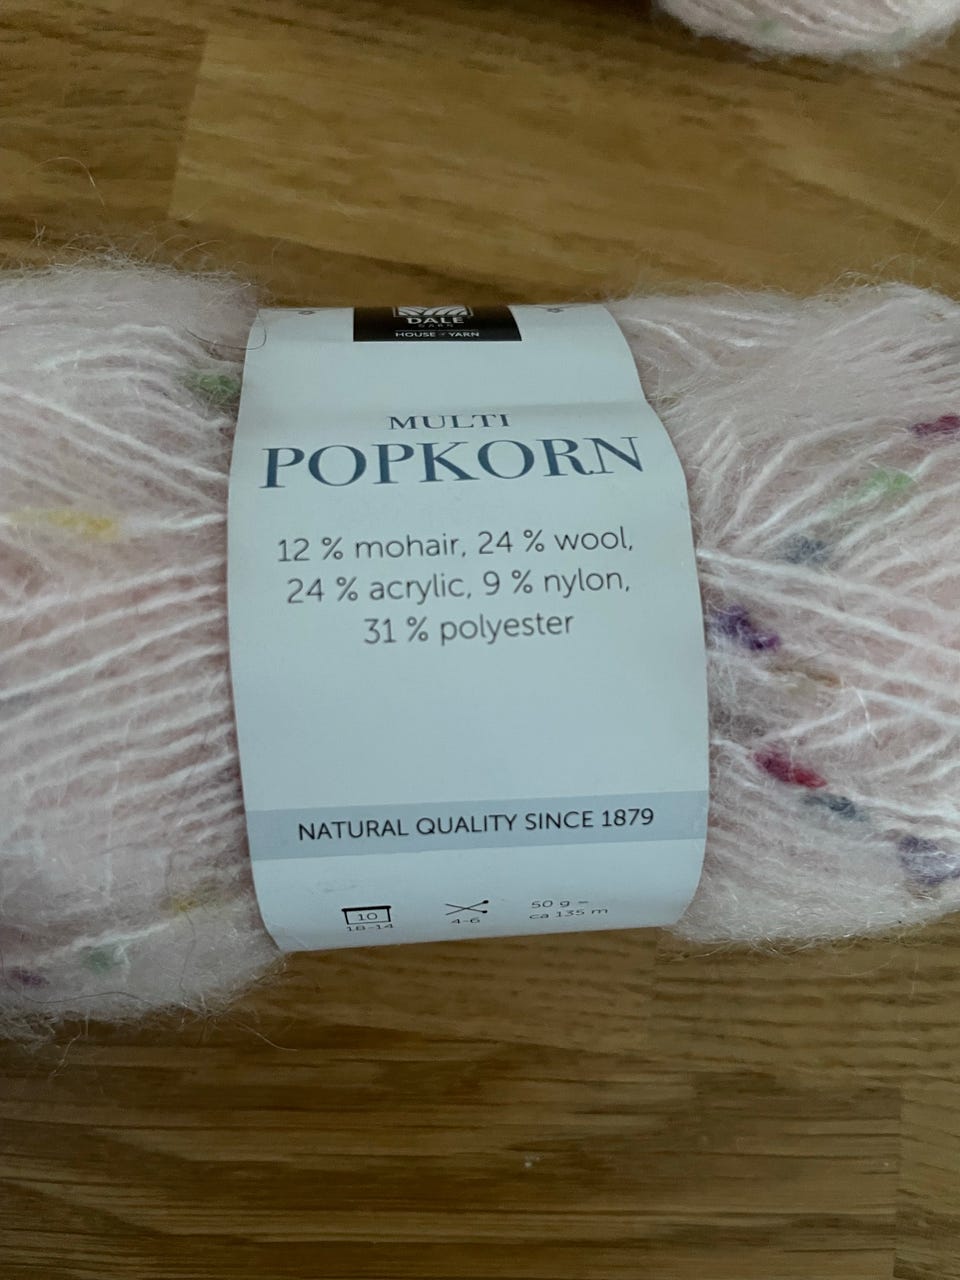 DALE
GARN
HOUSE OF YARN
MULTI
POPKORN
12 % mohair, 24 % wool,
24 % acrylic, 9 % nylon,
31 % polyester
NATURAL QUALITY SINCE 1879
10
18-14
4-6
50 g =
ca 135 m